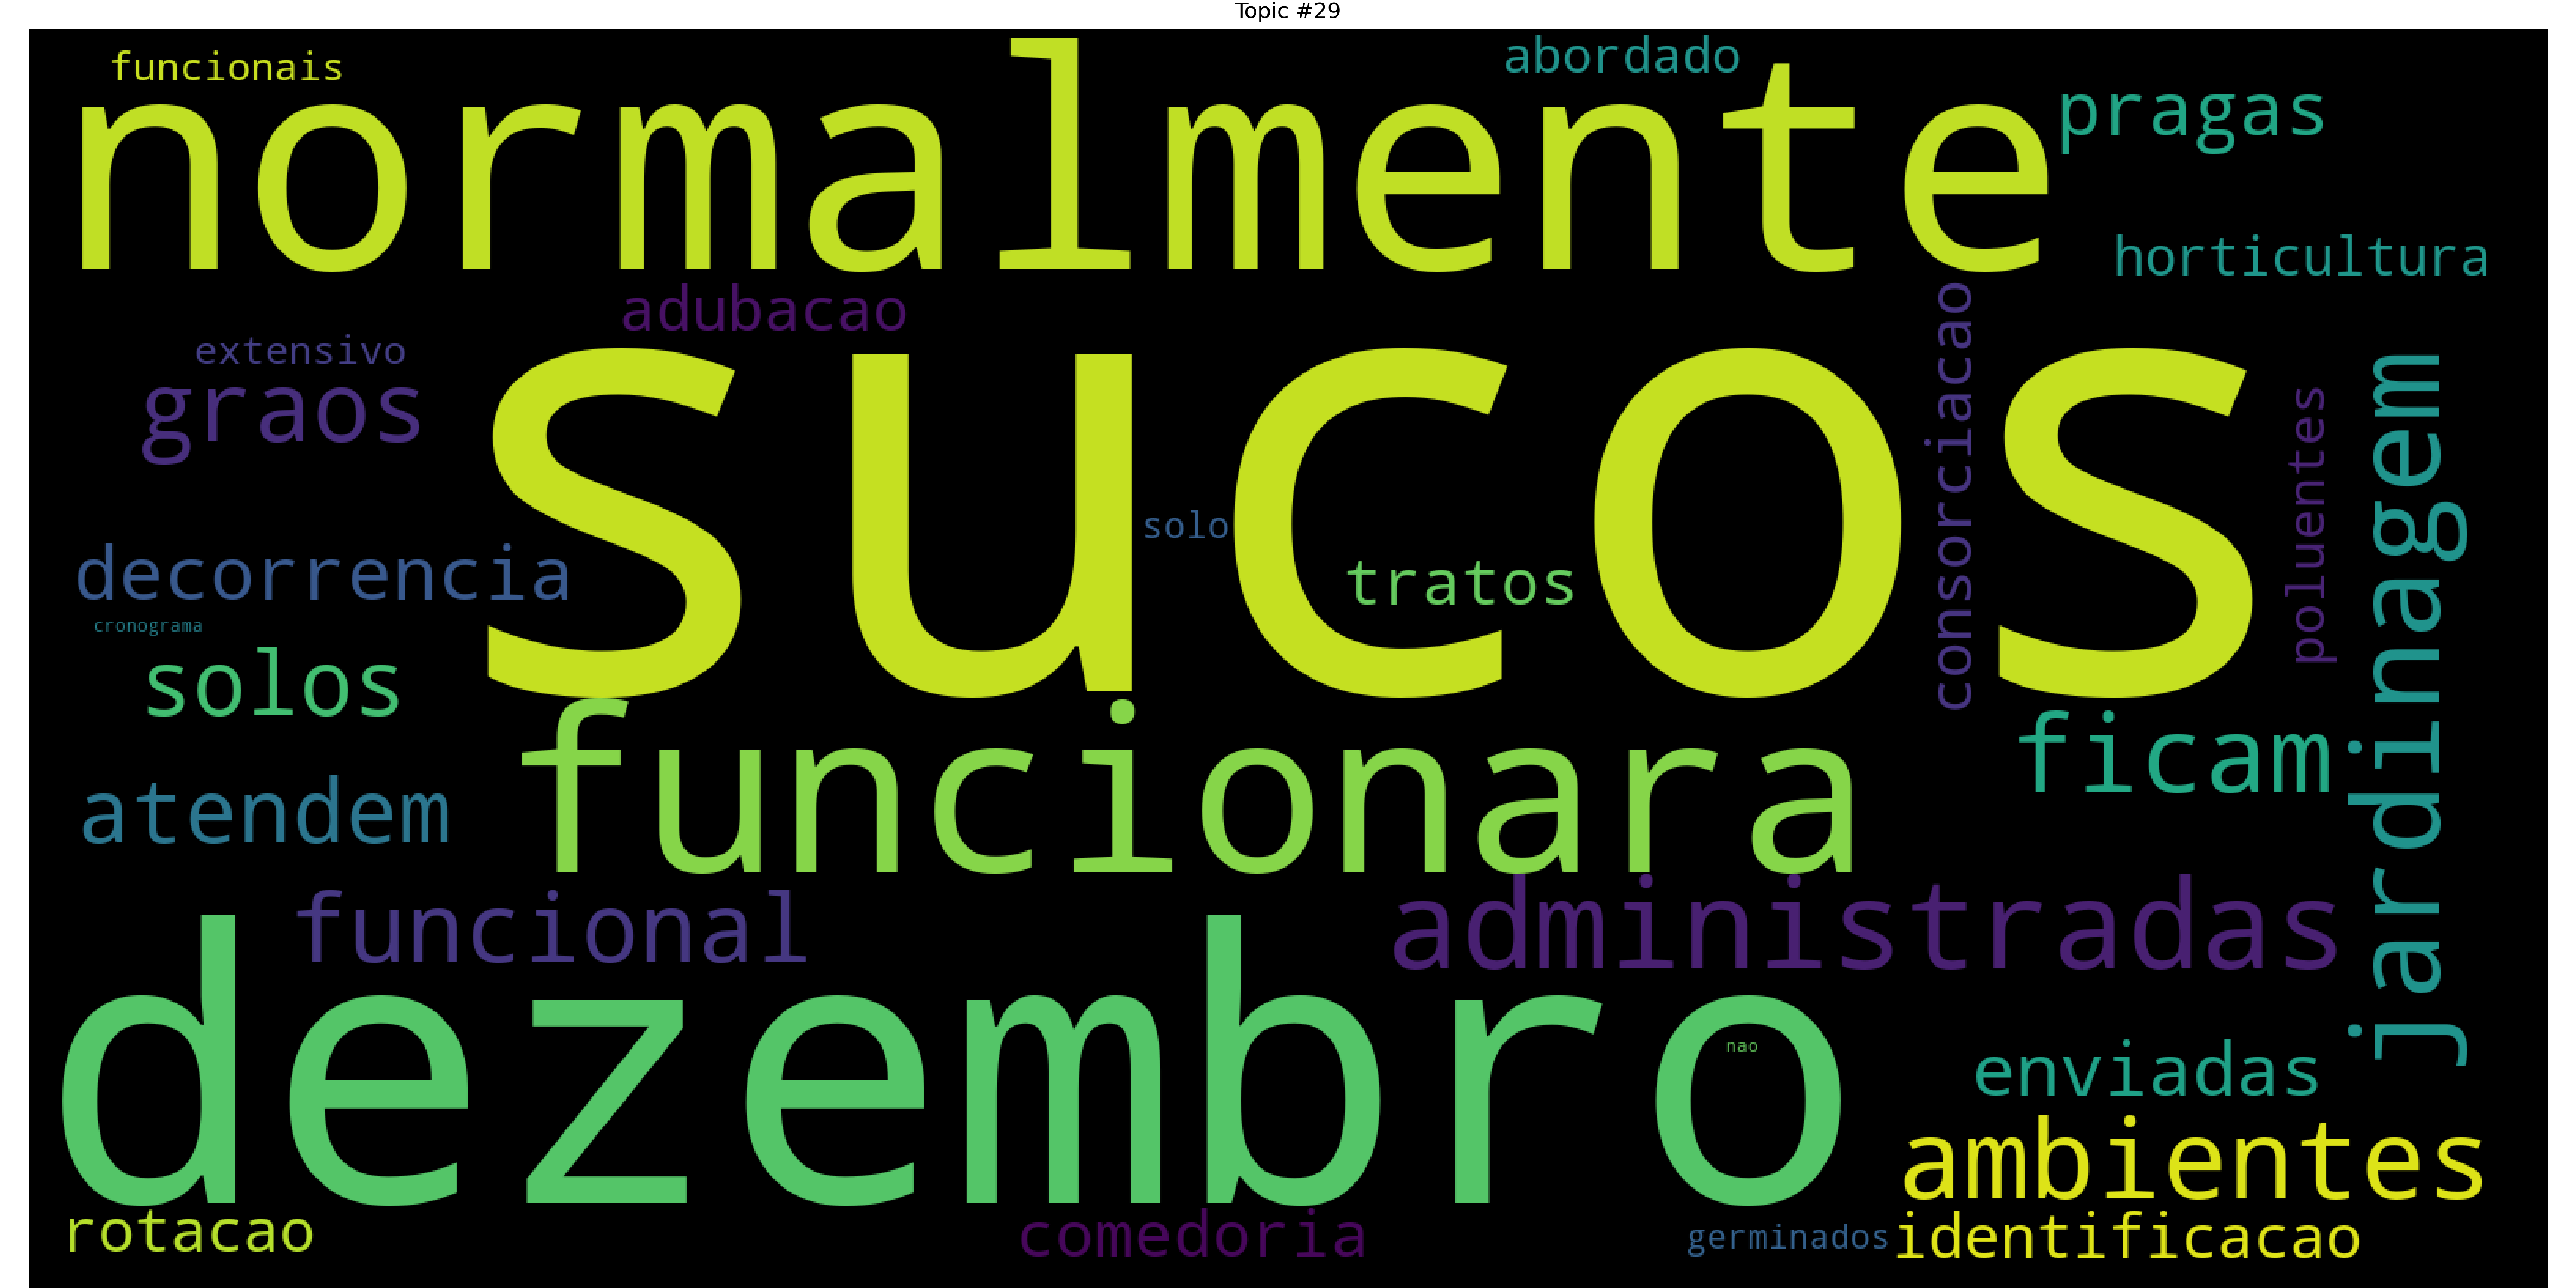 Topic #29
funcionais
abordado
normalmente
pragas
horticultura
adubacao
consorciacao
extensivo
graos
sucos
jardinagem
poluentes
solo
decorrencia
tratos
cronograma
solos
funcionara
ficam
atendem
funcional
administradas
dezembro
nao
enviadas
ambientes
rotacao
comedoria
germinados
identificacao